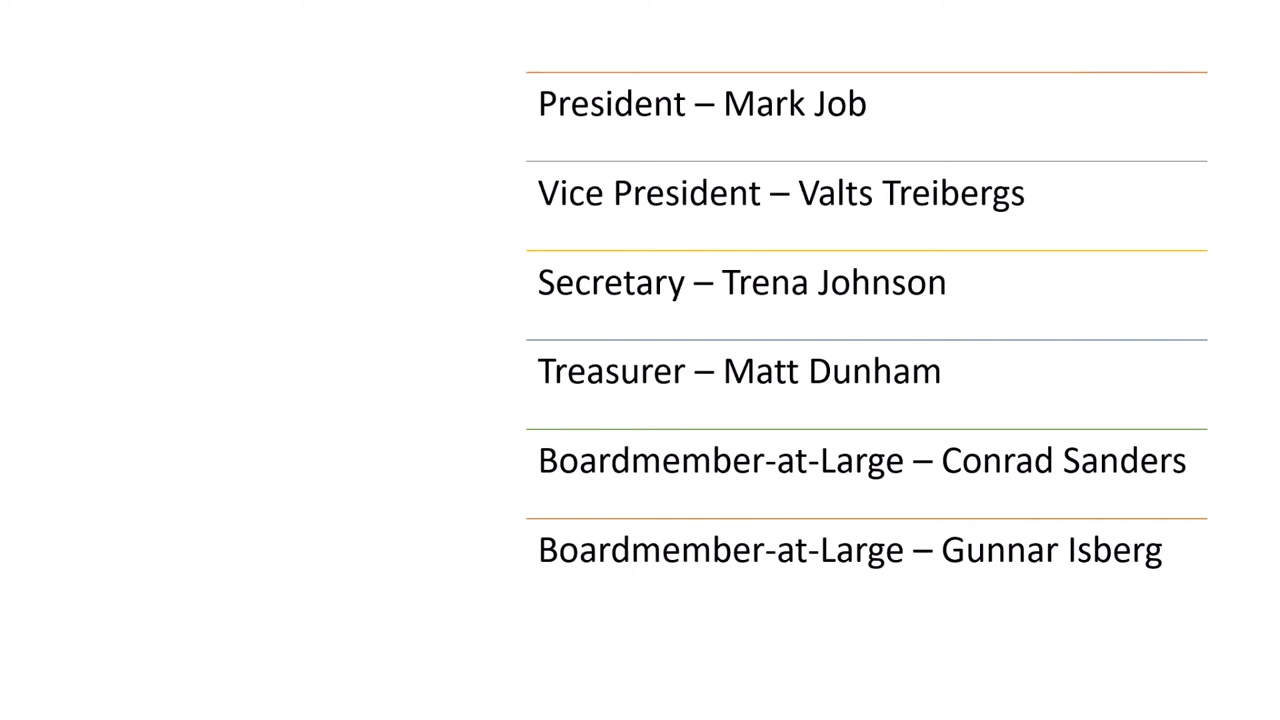 President – Mark Job
Vice President – Valts Treibergs
Secretary – Trena Johnson
Treasurer – Matt Dunham
Boardmember-at-Large – Conrad Sanders
Boardmember-at-Large – Gunnar Isberg